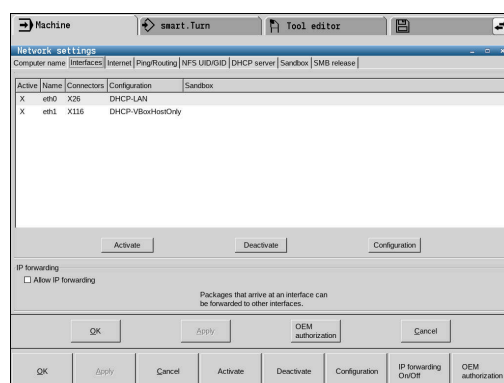 Machine
smart.Turn
Tool editor
Network settings
Computer name Interfaces Internet Ping/Routing NFS UID/GID DHCP server Sandbox SMB release
Active Name Connectors Configuration Sandbox
X eth0 X26 DHCP-LAN
X eth1 X116 DHCP-VBoxHostOnly
Activate Deactivate Configuration
IP forwarding
Allow IP forwarding
Packages that arrive at an interface can
be forwarded to other interfaces.
OK Apply OEM authorization Cancel
OK Apply Cancel Activate Deactivate Configuration IP forwarding On/Off OEM authorization